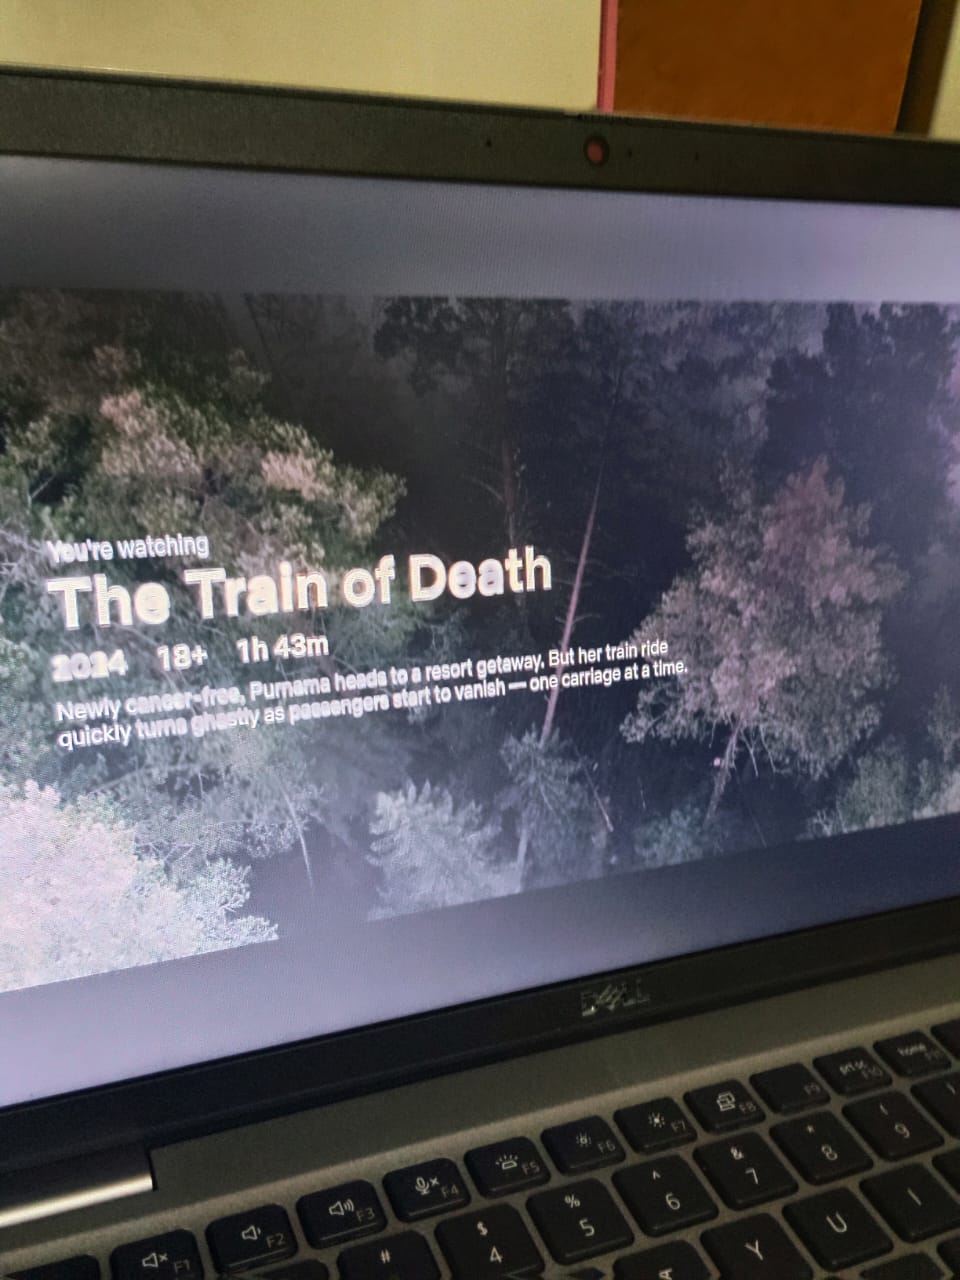 You're watching
The Train of Death
2024 18+ 1h 43m
Newly cancer-free, Purnama heads to a resort getaway. But her train ride
quickly turns ghastly as passengers start to vanish — one carriage at a time.
DELL
home F11
prt sc F10
F9
F8
F7
F6
F5
F4
F3
F2
F1
( 9
* 8
& 7
^ 6
% 5
$ 4
#
I
U
Y